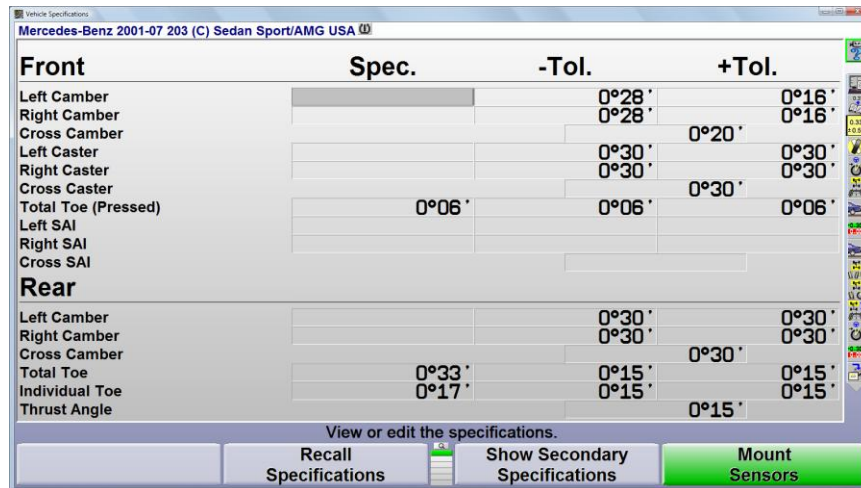 Vehicle Specifications
Mercedes-Benz 2001-07 203 (C) Sedan Sport/AMG USA
Front Spec. -Tol. +Tol.
Left Camber 0°28' 0°16'
Right Camber 0°28' 0°16'
Cross Camber 0°20'
Left Caster 0°30' 0°30'
Right Caster 0°30' 0°30'
Cross Caster 0°30'
Total Toe (Pressed) 0°06' 0°06' 0°06'
Left SAI
Right SAI
Cross SAI
Rear
Left Camber 0°30' 0°30'
Right Camber 0°30' 0°30'
Cross Camber 0°30'
Total Toe 0°33' 0°15' 0°15'
Individual Toe 0°17' 0°15' 0°15'
Thrust Angle 0°15'
View or edit the specifications.
Recall Specifications
Show Secondary Specifications
Mount Sensors